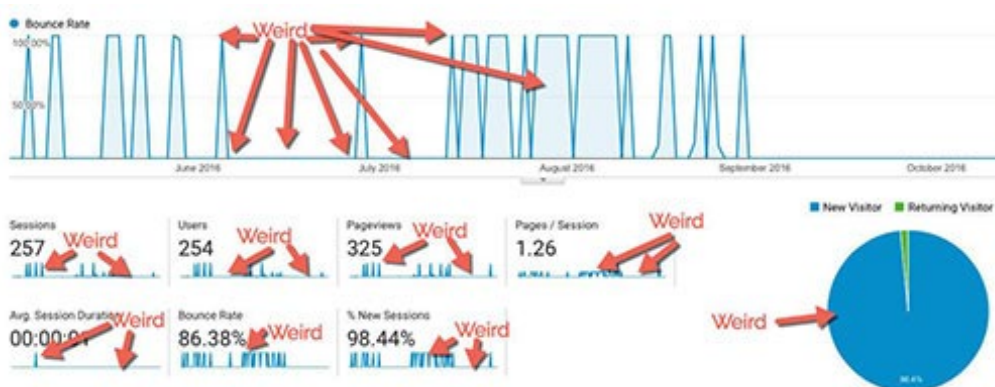 Bounce Rate
Weird
100.00%
50.00%
June 2016
July 2016
August 2016
September 2016
October 2016
New Visitor
Returning Visitor
Sessions
257
Weird
Users
254
Weird
Pageviews
325
Weird
Pages / Session
1.26
Weird
Avg. Session Duration
Weird
Bounce Rate
86.38%
Weird
% New Sessions
98.44%
Weird
Weird
98.4%